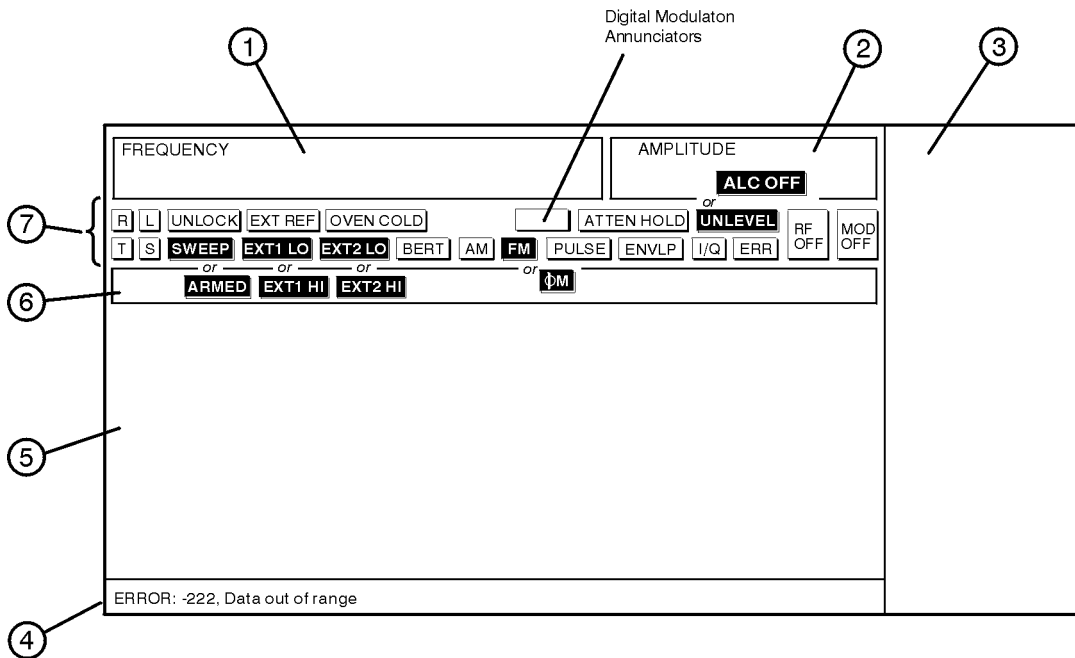 Digital Modulaton
Annunciators
1
2
3
FREQUENCY
AMPLITUDE
ALC OFF
or
7
R L UNLOCK EXT REF OVEN COLD ATTEN HOLD UNLEVEL RF OFF MOD OFF
T S SWEEP EXT1 LO EXT2 LO BERT AM FM PULSE ENVLP I/Q ERR
or or or or
6
ARMED EXT1 HI EXT2 HI ΦM
5
ERROR: -222, Data out of range
4